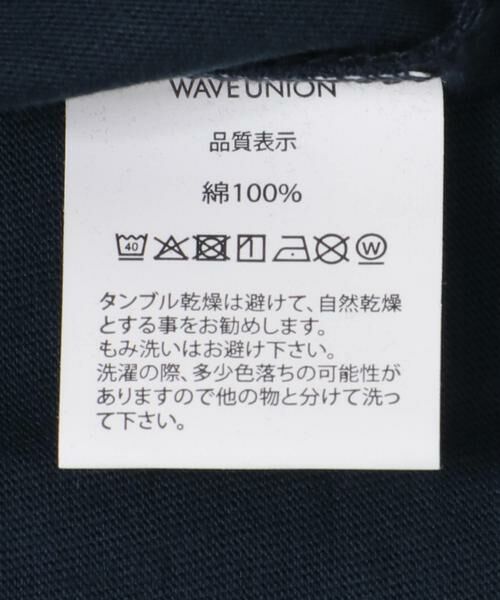 WAVE UNION
品質表示
綿100%
40 W
タンブル乾燥は避けて、自然乾燥
とする事をお勧めします。
もみ洗いはお避け下さい。
洗濯の際、多少色落ちの可能性が
ありますので他の物と分けて洗っ
て下さい。